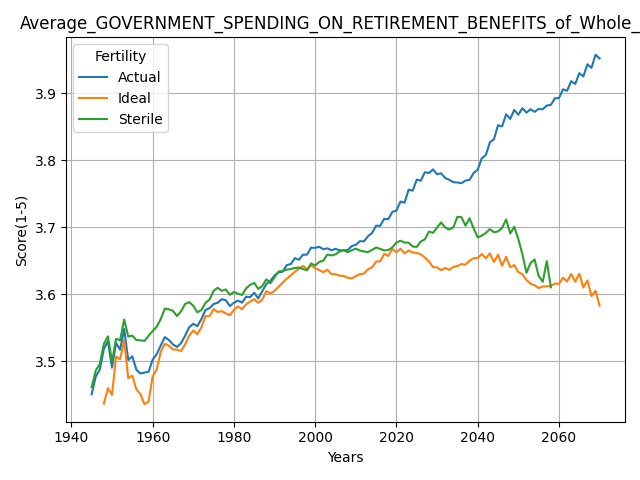 Average_GOVERNMENT_SPENDING_ON_RETIREMENT_BENEFITS_of_Whole_
Fertility
Actual
Ideal
Sterile
Score(1-5)
3.9
3.8
3.7
3.6
3.5
1940 1960 1980 2000 2020 2040 2060
Years